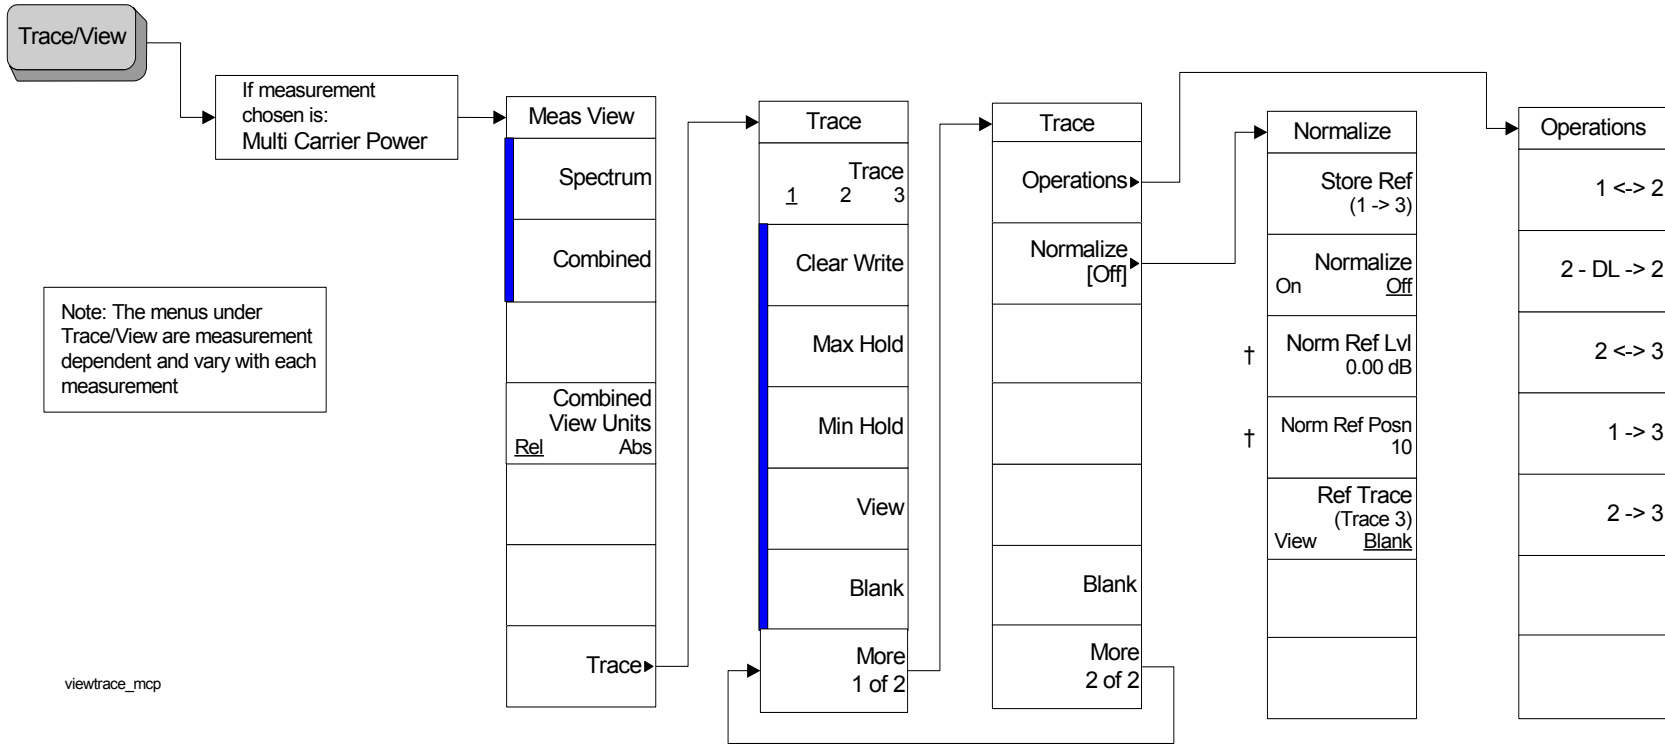 Trace/View
If measurement
chosen is:
Multi Carrier Power
Note: The menus under
Trace/View are measurement
dependent and vary with each
measurement
viewtrace_mcp
Meas View
Spectrum
Combined
Combined
View Units
Rel Abs
Trace
Trace
Trace
1 2 3
Clear Write
Max Hold
Min Hold
View
Blank
More
1 of 2
Trace
Operations
Normalize
[Off]
Blank
More
2 of 2
Normalize
Store Ref
(1 -> 3)
Normalize
On Off
† Norm Ref Lvl
0.00 dB
† Norm Ref Posn
10
Ref Trace
(Trace 3)
View Blank
Operations
1 <-> 2
2 - DL -> 2
2 <-> 3
1 -> 3
2 -> 3